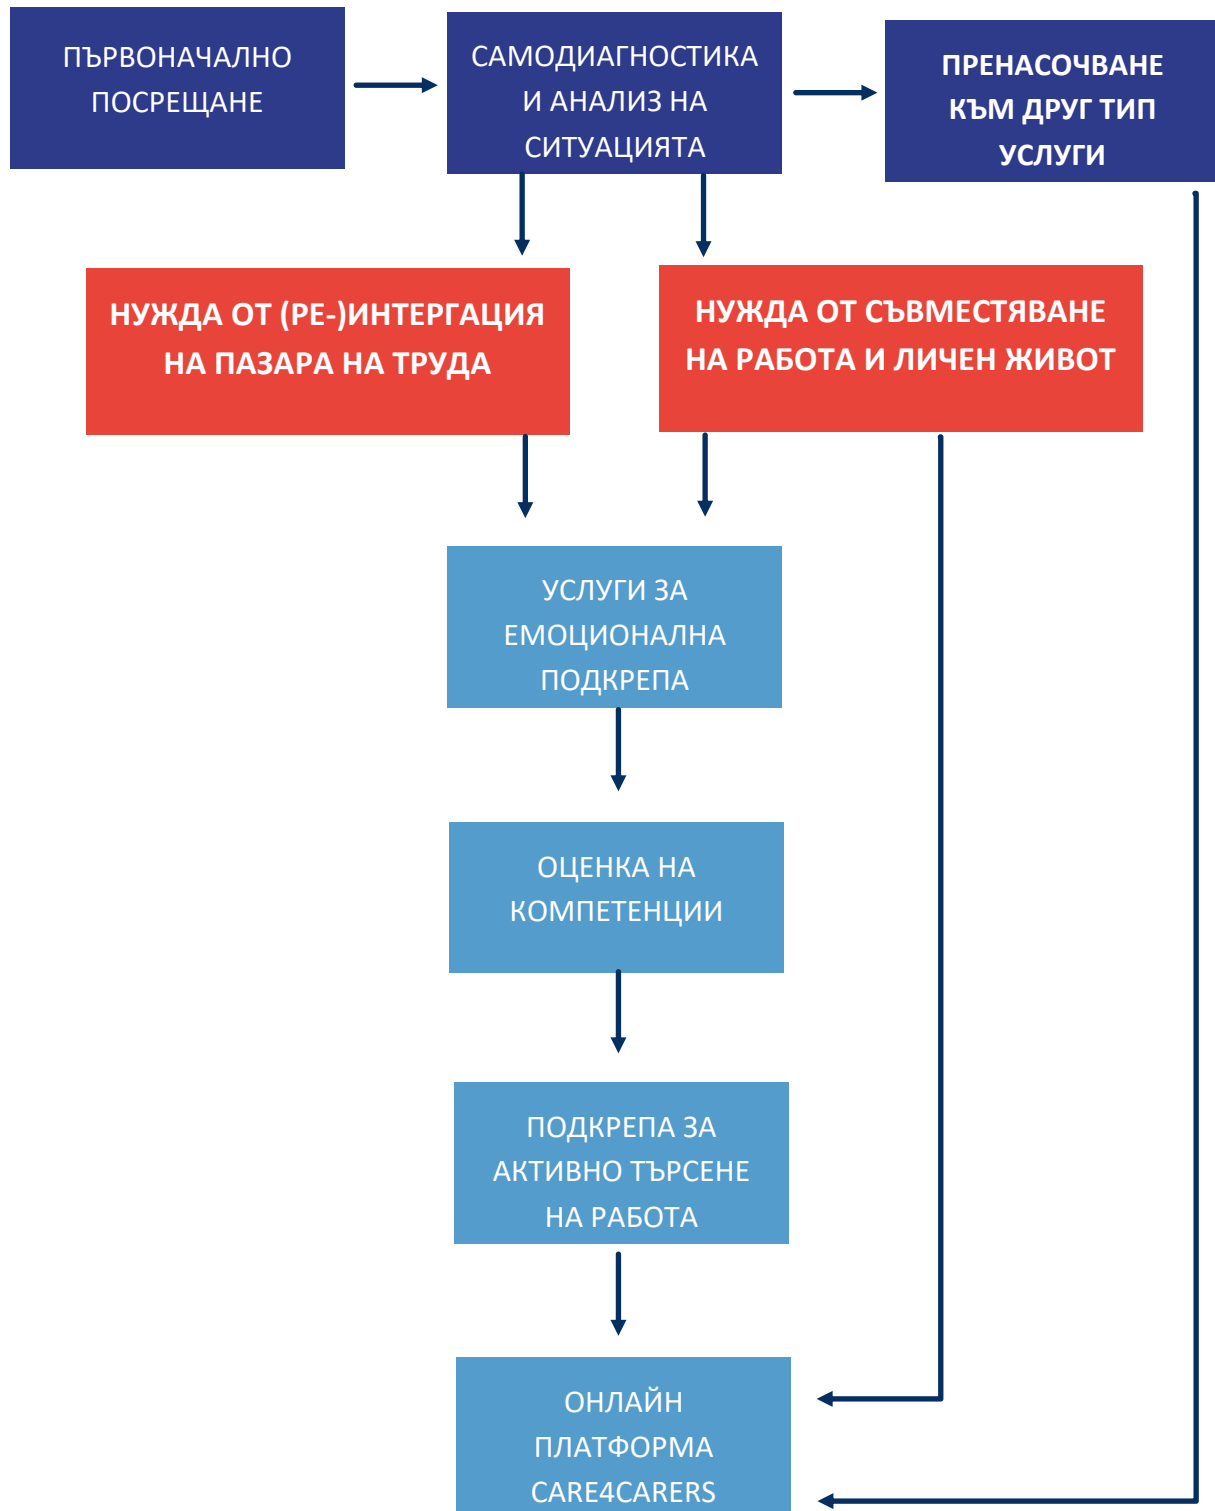 ПЪРВОНАЧАЛНО
ПОСРЕЩАНЕ
САМОДИАГНОСТИКА
И АНАЛИЗ НА
СИТУАЦИЯТА
ПРЕНАСОЧВАНЕ
КЪМ ДРУГ ТИП
УСЛУГИ
НУЖДА ОТ (РЕ-)ИНТЕРГАЦИЯ
НА ПАЗАРА НА ТРУДА
НУЖДА ОТ СЪВМЕСТЯВАНЕ
НА РАБОТА И ЛИЧЕН ЖИВОТ
УСЛУГИ ЗА
ЕМОЦИОНАЛНА
ПОДКРЕПА
ОЦЕНКА НА
КОМПЕТЕНЦИИ
ПОДКРЕПА ЗА
АКТИВНО ТЪРСЕНЕ
НА РАБОТА
ОНЛАЙН
ПЛАТФОРМА
CARE4CARERS